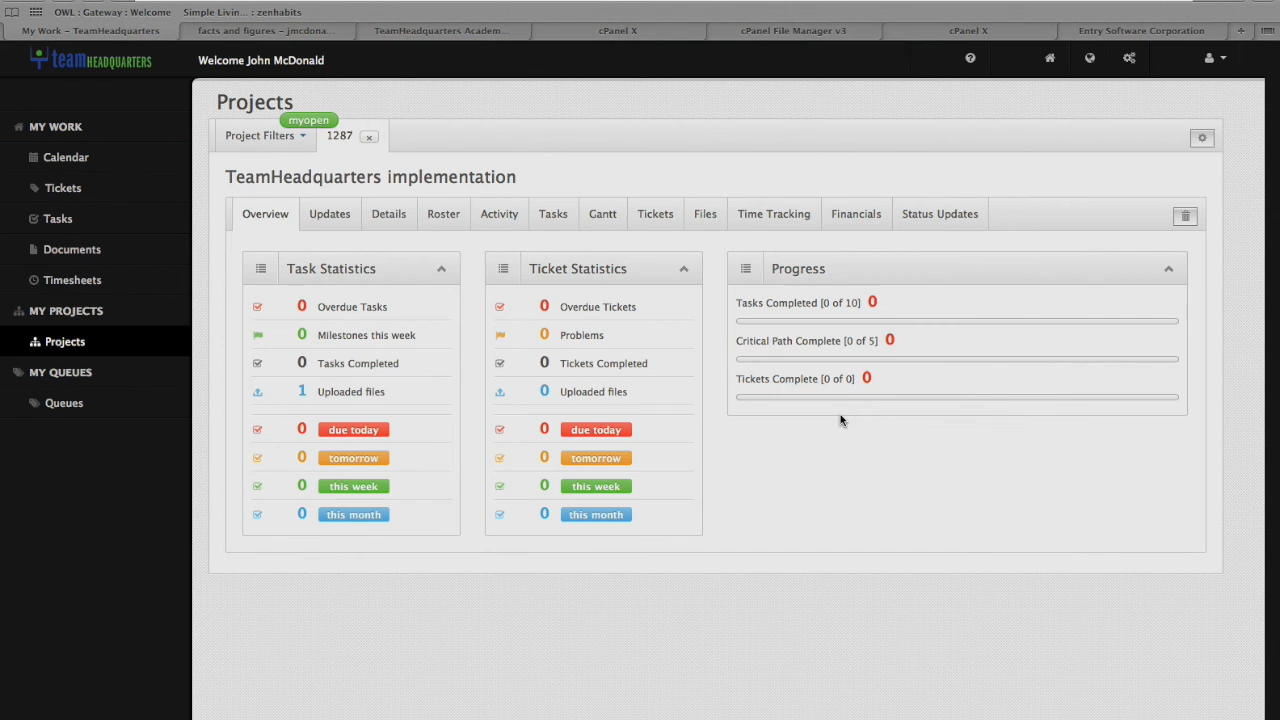 OWL : Gateway : Welcome Simple Livin... : zenhabits
My Work - TeamHeadquarters facts and figures - jmcdona... TeamHeadquarters Academ... cPanel X cPanel File Manager v3 cPanel X Entry Software Corporation
teamHEADQUARTERS Welcome John McDonald
MY WORK
Calendar
Tickets
Tasks
Documents
Timesheets
MY PROJECTS
Projects
MY QUEUES
Queues
Projects
myopen
Project Filters 1287
TeamHeadquarters implementation
Overview Updates Details Roster Activity Tasks Gantt Tickets Files Time Tracking Financials Status Updates
Task Statistics
0 Overdue Tasks
0 Milestones this week
0 Tasks Completed
1 Uploaded files
0 due today
0 tomorrow
0 this week
0 this month
Ticket Statistics
0 Overdue Tickets
0 Problems
0 Tickets Completed
0 Uploaded files
0 due today
0 tomorrow
0 this week
0 this month
Progress
Tasks Completed [0 of 10] 0
Critical Path Complete [0 of 5] 0
Tickets Complete [0 of 0] 0